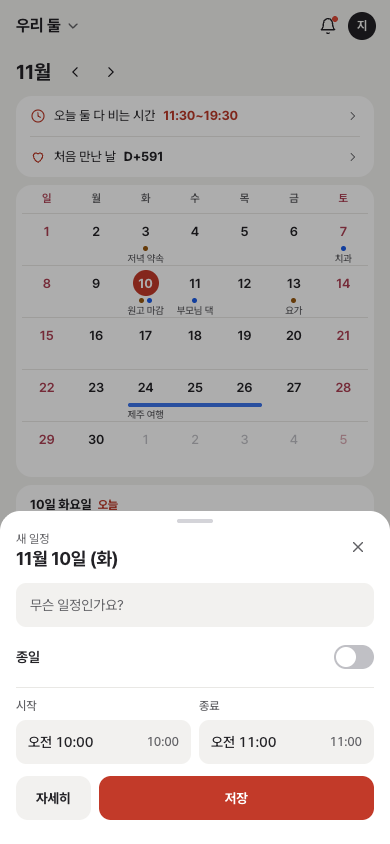 우리 둘
지
11월
오늘 둘 다 비는 시간 11:30~19:30
처음 만난 날 D+591
일 월 화 수 목 금 토
1 2 3 4 5 6 7
저녁 약속 치과
8 9 10 11 12 13 14
원고 마감 부모님 댁 요가
15 16 17 18 19 20 21
22 23 24 25 26 27 28
제주 여행
29 30 1 2 3 4 5
10일 화요일 오늘
새 일정
11월 10일 (화)
무슨 일정인가요?
종일
시작 종료
오전 10:00 10:00 오전 11:00 11:00
자세히 저장